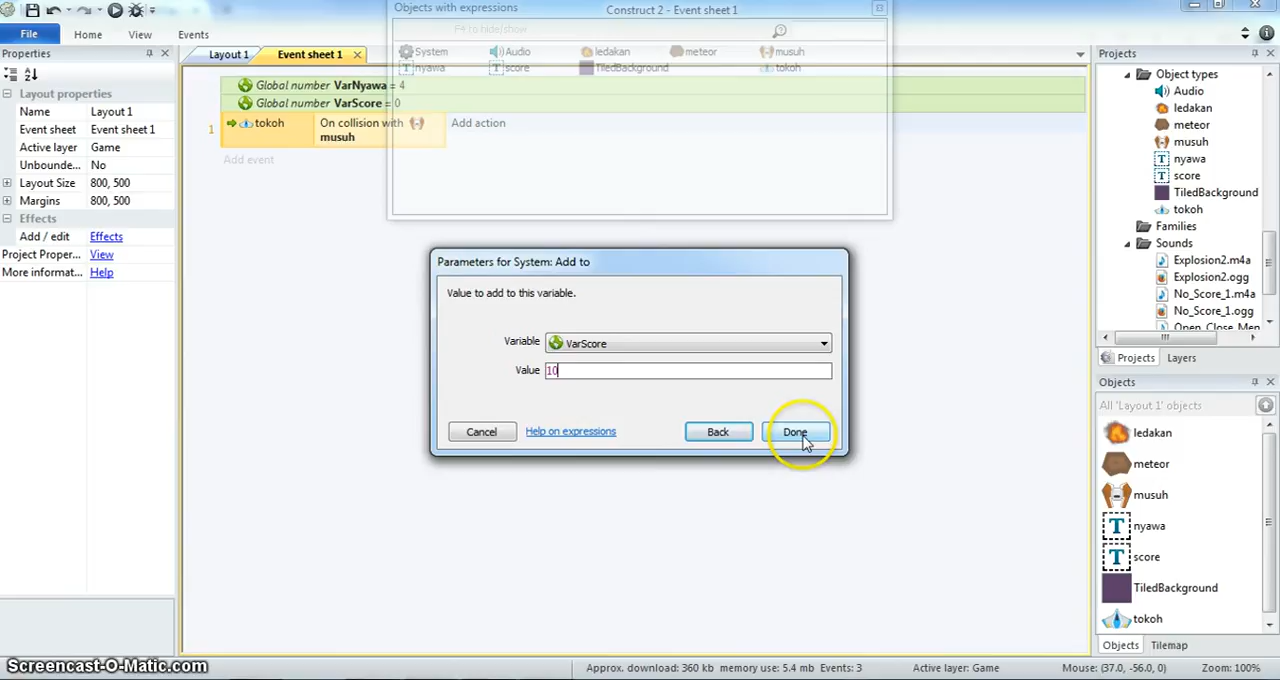 Objects with expressions
Construct 2 - Event sheet 1
F4 to hide/show
File
Home
View
Events
System
Audio
ledakan
meteor
musuh
nyawa
score
TiledBackground
tokoh
Properties
Layout 1
Event sheet 1
Projects
Layout properties
Name
Layout 1
Event sheet
Event sheet 1
Active layer
Game
Unbounde...
No
Layout Size
800, 500
Margins
800, 500
Effects
Add / edit
Effects
Project Proper...
View
More informat...
Help
Global number VarNyawa = 4
Global number VarScore = 0
1
tokoh
On collision with
musuh
Add action
Add event
Parameters for System: Add to
Value to add to this variable.
Variable
VarScore
Value
10
Cancel
Help on expressions
Back
Done
Object types
Audio
ledakan
meteor
musuh
nyawa
score
TiledBackground
tokoh
Families
Sounds
Explosion2.m4a
Explosion2.ogg
No_Score_1.m4a
No_Score_1.ogg
Open_Close_Men
Projects
Layers
Objects
All 'Layout 1' objects
ledakan
meteor
musuh
nyawa
score
TiledBackground
tokoh
Objects
Tilemap
Screencast-O-Matic.com
Approx. download: 360 kb
memory use: 5.4 mb
Events: 3
Active layer: Game
Mouse: (37.0, -56.0, 0)
Zoom: 100%